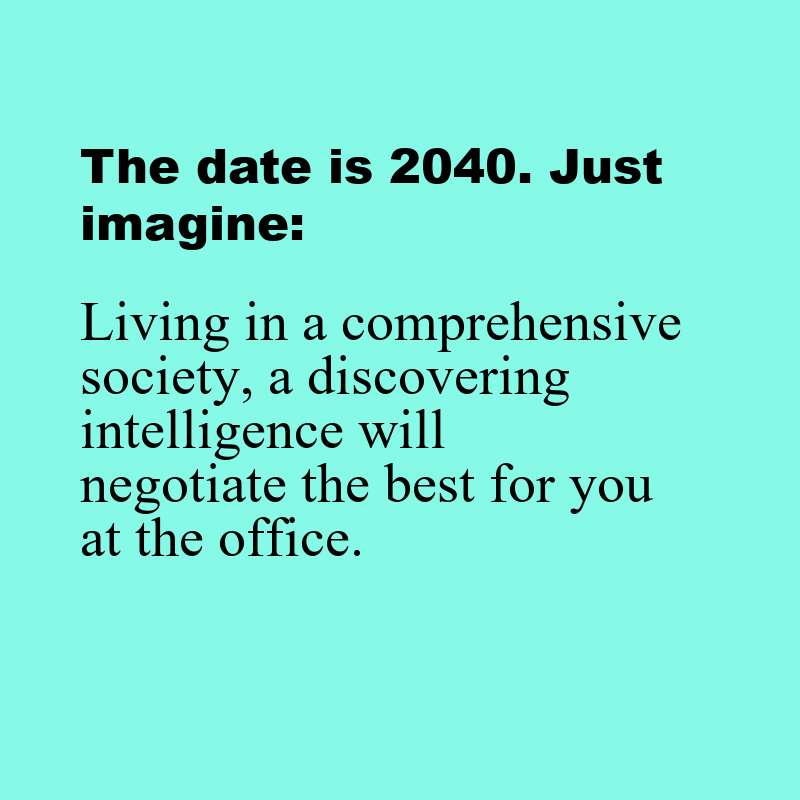 The date is 2040. Just
imagine:
Living in a comprehensive
society, a discovering
intelligence will
negotiate the best for you
at the office.